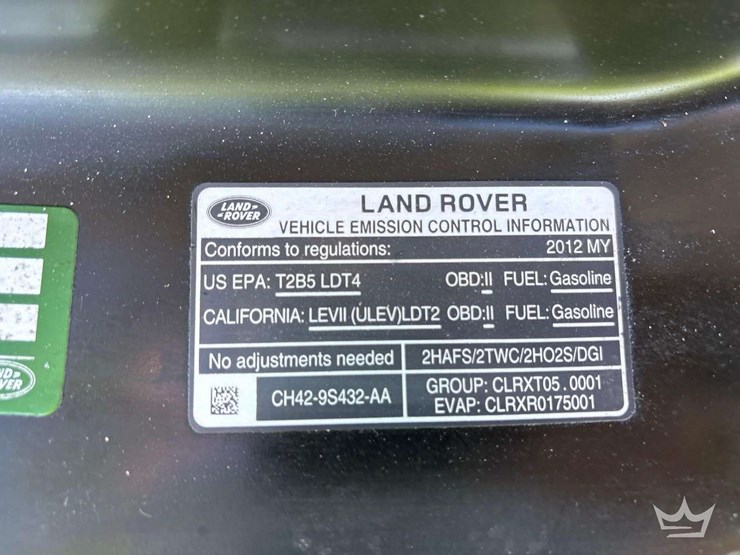 LAND-
-ROVER
LAND ROVER
VEHICLE EMISSION CONTROL INFORMATION
Conforms to regulations: 2012 MY
US EPA: T2B5 LDT4 OBD:II FUEL: Gasoline
CALIFORNIA: LEVII (ULEV)LDT2 OBD:II FUEL: Gasoline
No adjustments needed 2HAFS/2TWC/2HO2S/DGI
CH42-9S432-AA
GROUP: CLRXT05.0001
EVAP: CLRXR0175001
ND-
VER